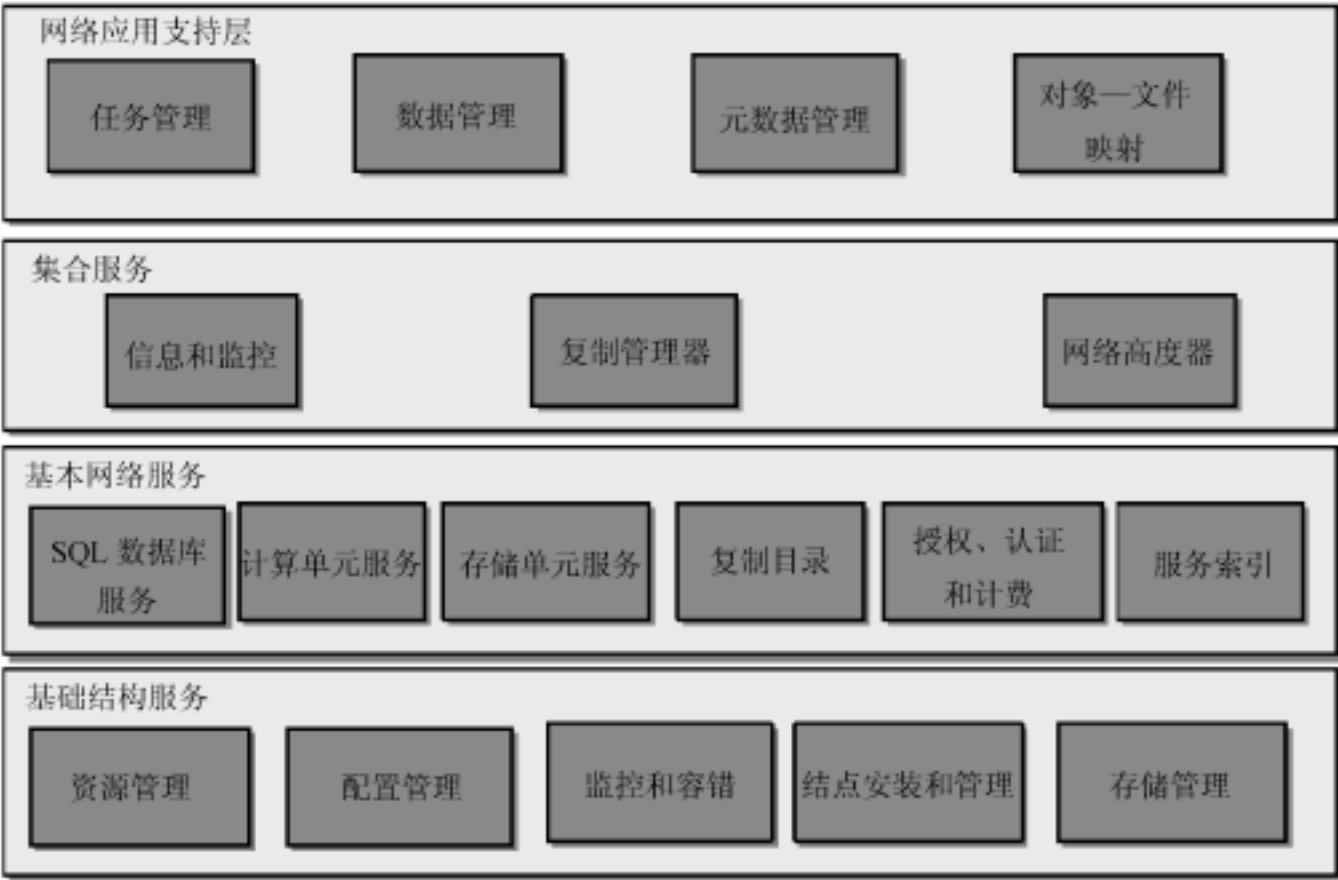 网络应用支持层
任务管理
数据管理
元数据管理
对象—文件
映射
集合服务
信息和监控
复制管理器
网络高度器
基本网络服务
SQL 数据库
服务
计算单元服务
存储单元服务
复制目录
授权、认证
和计费
服务索引
基础结构服务
资源管理
配置管理
监控和容错
结点安装和管理
存储管理